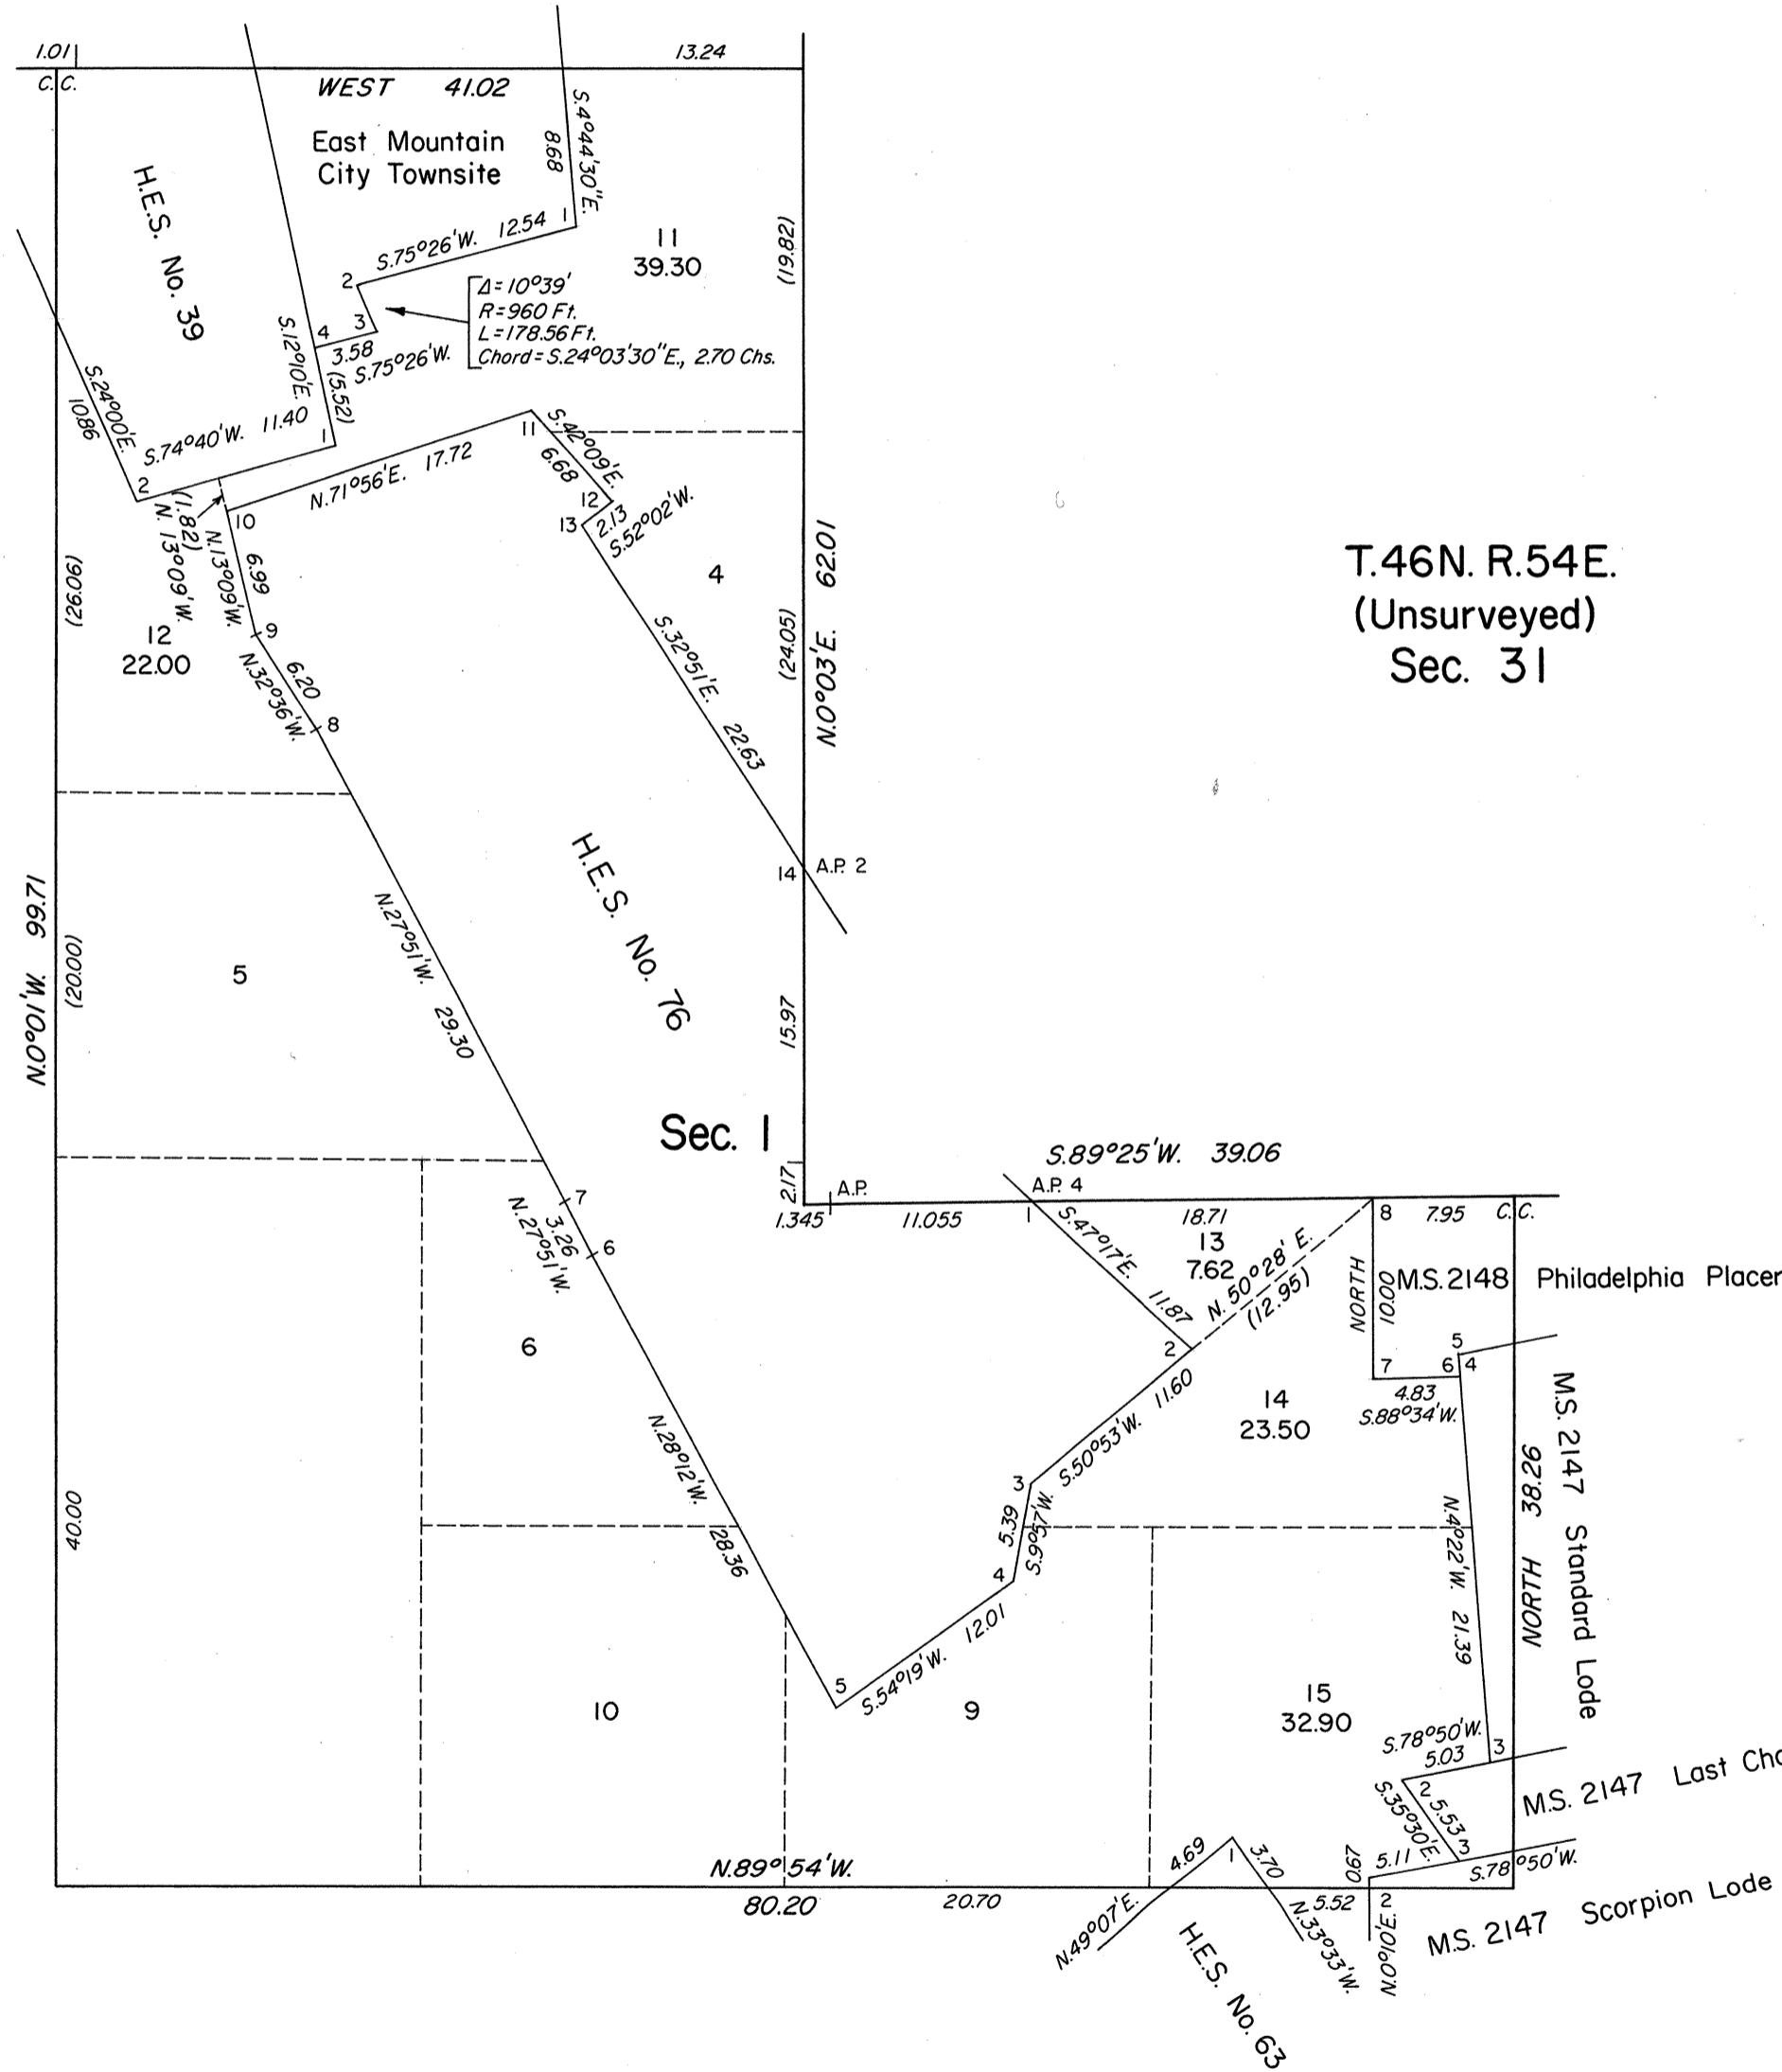 1.01
13.24
C.C.
WEST 41.02
East Mountain
City Townsite
S.4°44'30"E.
8.68
H.E.S. No. 39
S.75°26'W. 12.54
1
11
39.30
(19.82)
2
Δ=10°39'
R=960 Ft.
L=178.56 Ft.
Chord=S.24°03'30"E., 2.70 Chs.
3
4
3.58
S.75°26'W.
S.12°10'E.
(5.52)
S.24°00'E.
10.86
S.74°40'W. 11.40
1
2
11
S.42°09'E.
6.68
N.71°56'E. 17.72
12
13
2.13
S.52°02'W.
(1.82)
N. 13°09'W.
10
N.13°09'W.
6.99
4
N.0°03'E. 62.01
T.46N. R.54E.
(Unsurveyed)
Sec. 31
(26.06)
12
22.00
9
6.20
N.32°36'W.
8
(24.05)
S.32°51'E. 22.63
14
A.P. 2
H.E.S. No. 76
N.27°51'W. 29.30
N.0°01'W. 99.71
(20.00)
5
15.97
Sec. 1
2.17
S.89°25'W. 39.06
A.P.
A.P. 4
1.345
11.055
1
18.71
8
7.95
C.C.
7
3.26
N.27°51'W.
6
S.47°17'E. 11.87
13
7.62
N. 50°28' E.
(12.95)
NORTH
10.00
M.S. 2148 Philadelphia Placer
6
2
5
7
6
4
4.83
S.88°34'W.
14
23.50
M.S. 2147 Standard Lode
N.28°12'W. 28.36
S.50°53'W. 11.60
3
5.39
S.9°57'W.
4
N.4°22'W. 21.39
NORTH 38.26
40.00
5
S.54°19'W. 12.01
10
9
15
32.90
S.78°50'W.
5.03
3
M.S. 2147 Last
2
S.35°30'E.
5.53
3
N.89°54'W.
80.20
20.70
4.69
1
3.70
5.52
0.67
5.11
S.78°50'W.
2
N.49°07'E.
N.33°33'W.
N.0°10'E.
M.S. 2147 Scorpion Lode
H.E.S. No. 63